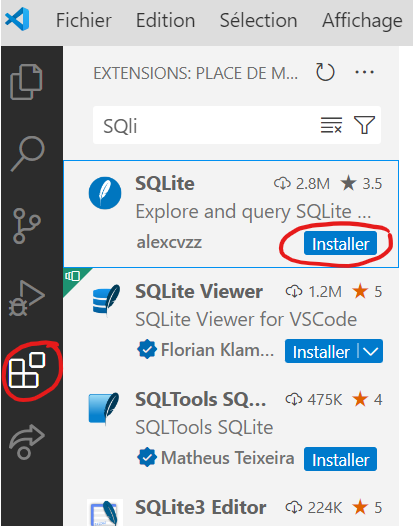 Fichier Edition Sélection Affichage
EXTENSIONS: PLACE DE M...
SQli
SQLite 2.8M 3.5
Explore and query SQLite ...
alexcvzz Installer
SQLite Viewer 1.2M 5
SQLite Viewer for VSCode
Florian Klam... Installer
SQLTools SQ... 475K 4
SQLTools SQLite
Matheus Teixeira Installer
SQLite3 Editor 224K 5